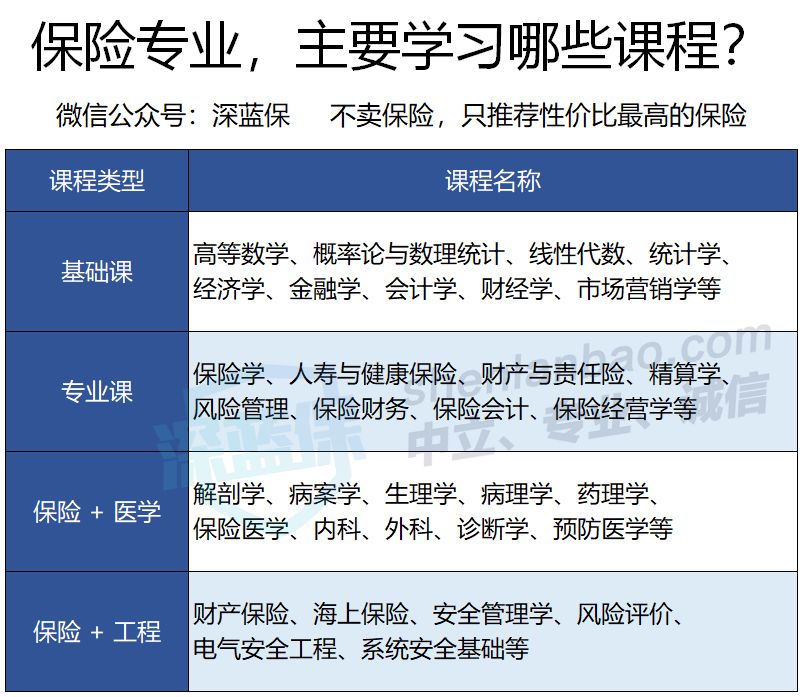 保险专业，主要学习哪些课程？
微信公众号：深蓝保 不卖保险，只推荐性价比最高的保险
课程类型 课程名称
基础课
高等数学、概率论与数理统计、线性代数、统计学、
经济学、金融学、会计学、财经学、市场营销学等
专业课
保险学、人寿与健康保险、财产与责任险、精算学、
风险管理、保险财务、保险会计、保险经营学等
保险 + 医学
解剖学、病案学、生理学、病理学、药理学、
保险医学、内科、外科、诊断学、预防医学等
保险 + 工程
财产保险、海上保险、安全管理学、风险评价、
电气安全工程、系统安全基础等
深蓝保
shenlanbao.com
中立、专业、诚信